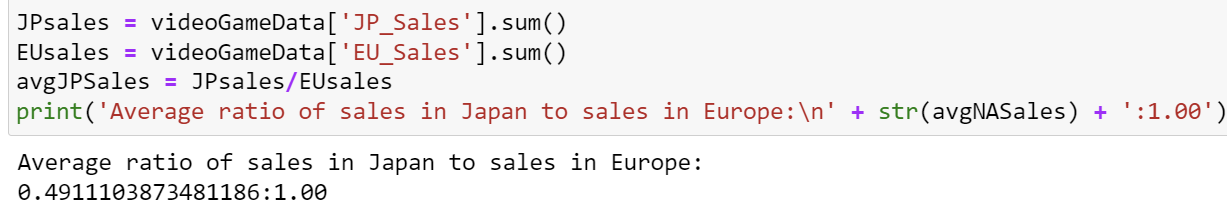 JPsales = videoGameData['JP_Sales'].sum()
EUsales = videoGameData['EU_Sales'].sum()
avgJPSales = JPsales/EUsales
print('Average ratio of sales in Japan to sales in Europe:\n' + str(avgNASales) + ':1.00')
Average ratio of sales in Japan to sales in Europe:
0.4911103873481186:1.00